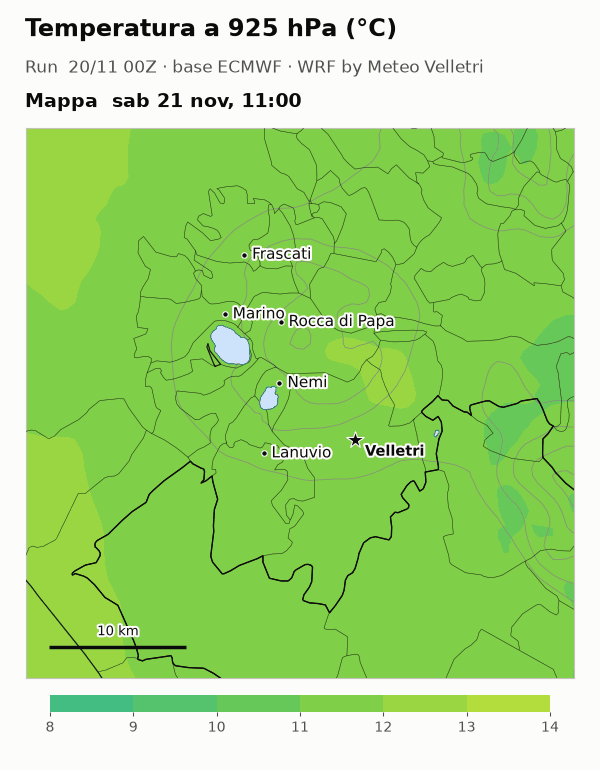 Temperatura a 925 hPa (°C)
Run  20/11 00Z · base ECMWF · WRF by Meteo Velletri
Mappa  sab 21 nov, 11:00
Frascati
Marino
Rocca di Papa
Nemi
Velletri
Lanuvio
10 km
8 9 10 11 12 13 14